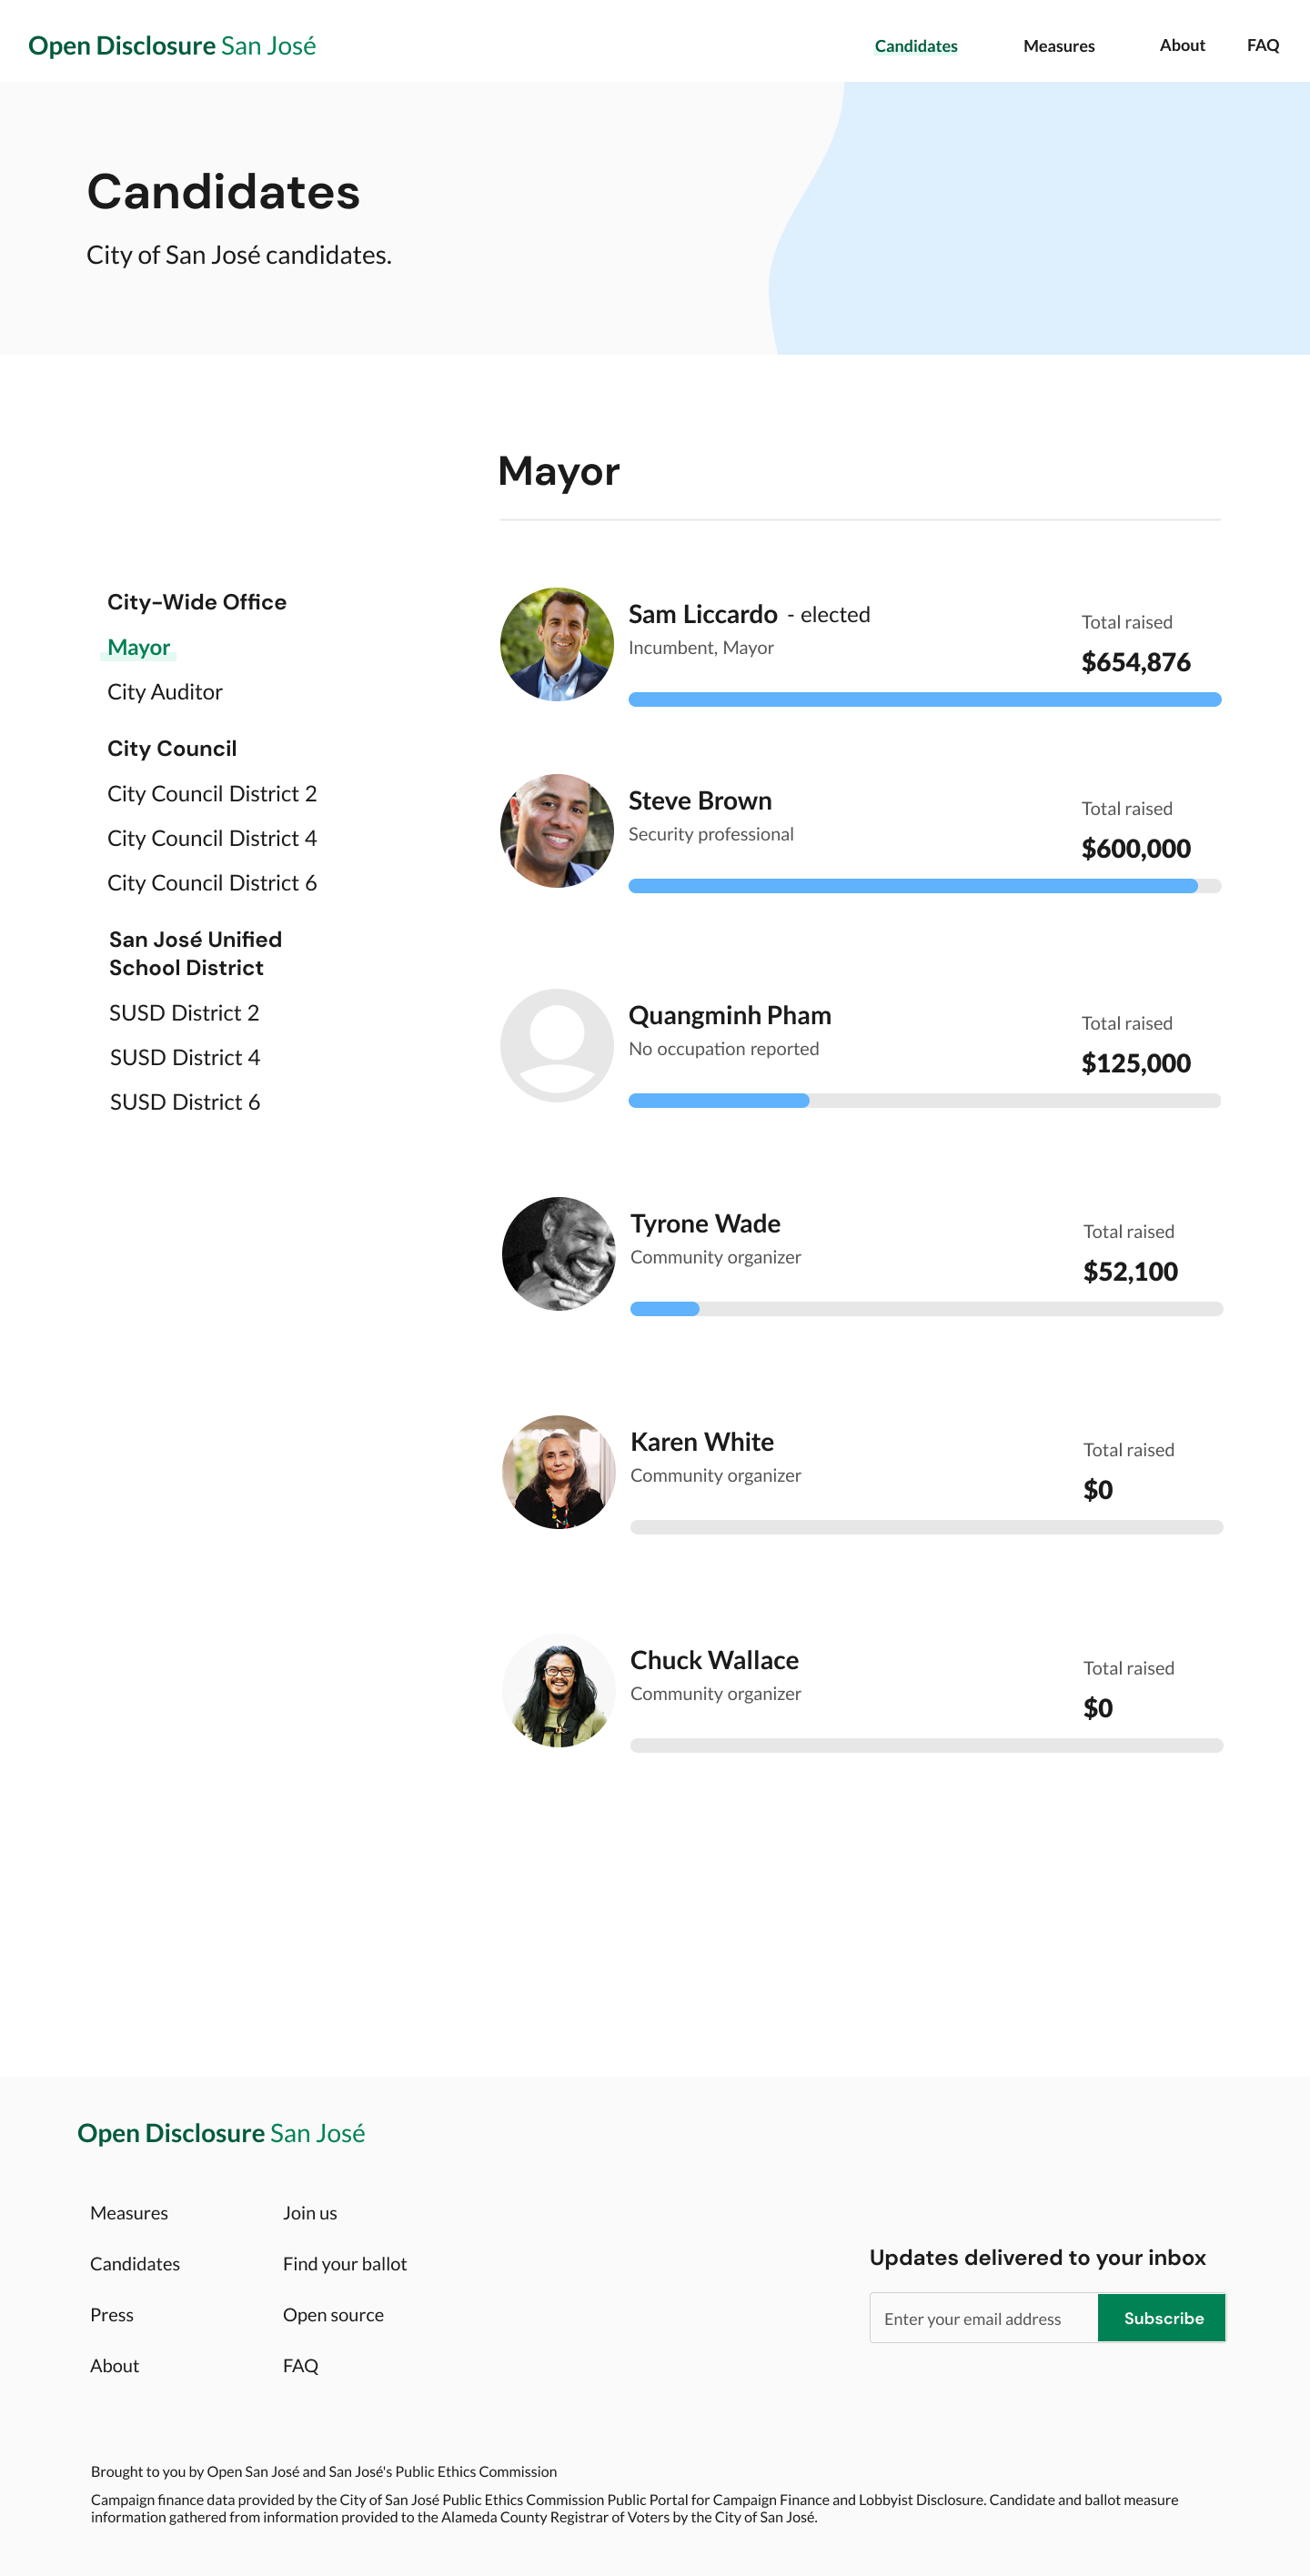 Open Disclosure San José
Candidates
Measures
About
FAQ
Candidates
City of San José candidates.
Mayor
City-Wide Office
Mayor
City Auditor
City Council
City Council District 2
City Council District 4
City Council District 6
San José Unified
School District
SUSD District 2
SUSD District 4
SUSD District 6
Sam Liccardo - elected
Incumbent, Mayor
Total raised
$654,876
Steve Brown
Security professional
Total raised
$600,000
Quangminh Pham
No occupation reported
Total raised
$125,000
Tyrone Wade
Community organizer
Total raised
$52,100
Karen White
Community organizer
Total raised
$0
Chuck Wallace
Community organizer
Total raised
$0
Open Disclosure San José
Measures
Candidates
Press
About
Join us
Find your ballot
Open source
FAQ
Updates delivered to your inbox
Enter your email address
Subscribe
Brought to you by Open San José and San José's Public Ethics Commission
Campaign finance data provided by the City of San José Public Ethics Commission Public Portal for Campaign Finance and Lobbyist Disclosure. Candidate and ballot measure
information gathered from information provided to the Alameda County Registrar of Voters by the City of San José.